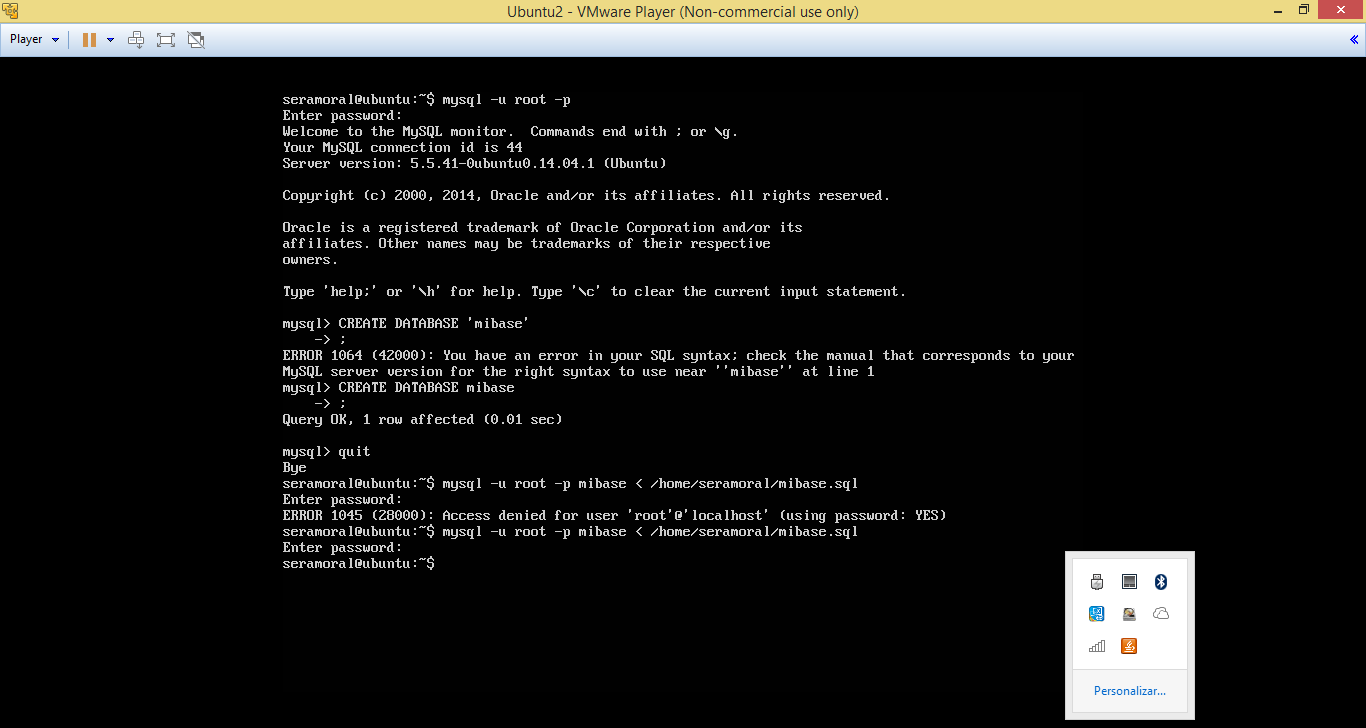 Ubuntu2 - VMware Player (Non-commercial use only)
Player
seramoral@ubuntu:~$ mysql -u root -p
Enter password:
Welcome to the MySQL monitor.  Commands end with ; or \g.
Your MySQL connection id is 44
Server version: 5.5.41-0ubuntu0.14.04.1 (Ubuntu)
Copyright (c) 2000, 2014, Oracle and/or its affiliates. All rights reserved.
Oracle is a registered trademark of Oracle Corporation and/or its
affiliates. Other names may be trademarks of their respective
owners.
Type 'help;' or '\h' for help. Type '\c' to clear the current input statement.
mysql> CREATE DATABASE 'mibase'
    -> ;
ERROR 1064 (42000): You have an error in your SQL syntax; check the manual that corresponds to your
MySQL server version for the right syntax to use near ''mibase'' at line 1
mysql> CREATE DATABASE mibase
    -> ;
Query OK, 1 row affected (0.01 sec)
mysql> quit
Bye
seramoral@ubuntu:~$ mysql -u root -p mibase < /home/seramoral/mibase.sql
Enter password:
ERROR 1045 (28000): Access denied for user 'root'@'localhost' (using password: YES)
seramoral@ubuntu:~$ mysql -u root -p mibase < /home/seramoral/mibase.sql
Enter password:
seramoral@ubuntu:~$
Personalizar...